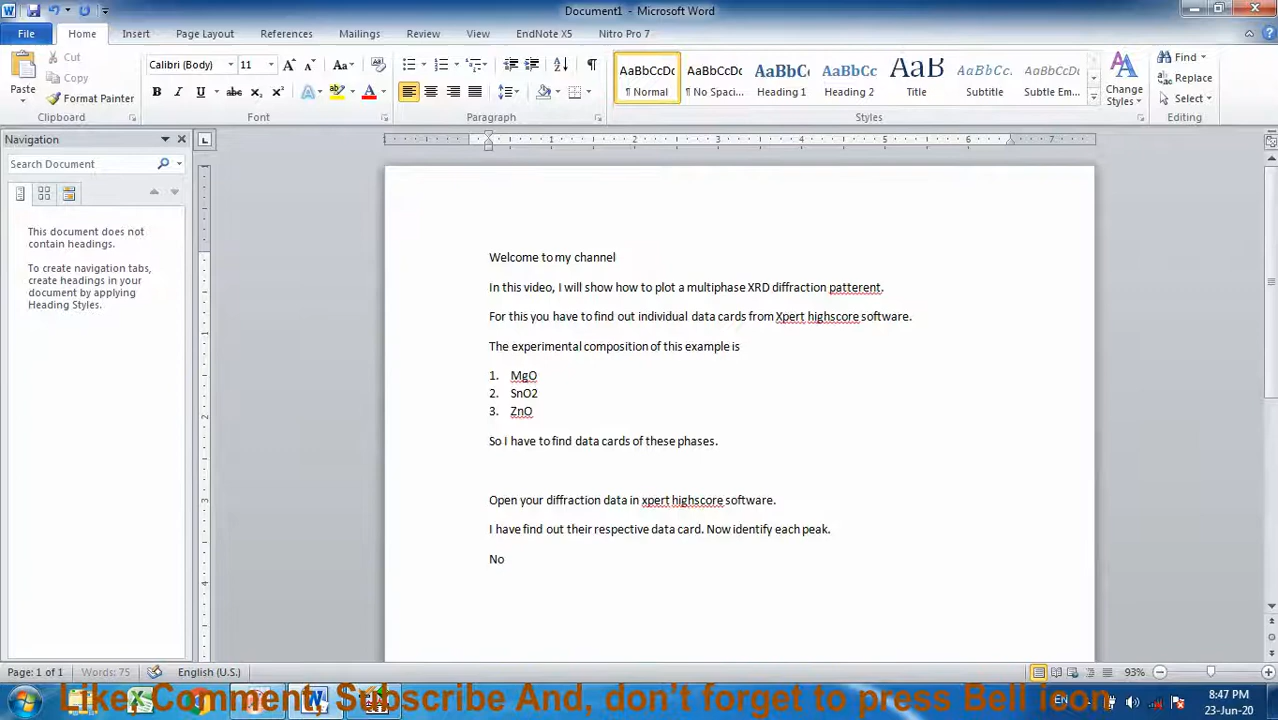 Document1 - Microsoft Word
File Home Insert Page Layout References Mailings Review View EndNote X5 Nitro Pro 7
Paste
Cut
Copy
Format Painter
Clipboard
Calibri (Body) 11
Font
Paragraph
AaBbCcDc AaBbCcDc AaBbC AaBbCc AaB AaBbCc. AaBbCcDc
¶ Normal ¶ No Spaci... Heading 1 Heading 2 Title Subtitle Subtle Em...
Styles
Change Styles
Find
Replace
Select
Editing
Navigation
Search Document
This document does not
contain headings.
To create navigation tabs,
create headings in your
document by applying
Heading Styles.
Welcome to my channel
In this video, I will show how to plot a multiphase XRD diffraction patterent.
For this you have to find out individual data cards from Xpert highscore software.
The experimental composition of this example is
1. MgO
2. SnO2
3. ZnO
So I have to find data cards of these phases.
Open your diffraction data in xpert highscore software.
I have find out their respective data card. Now identify each peak.
No
Page: 1 of 1 Words: 75 English (U.S.) 93%
Like, Comment, Subscribe And, don't forget to press Bell icon.
EN
8:47 PM
23-Jun-20